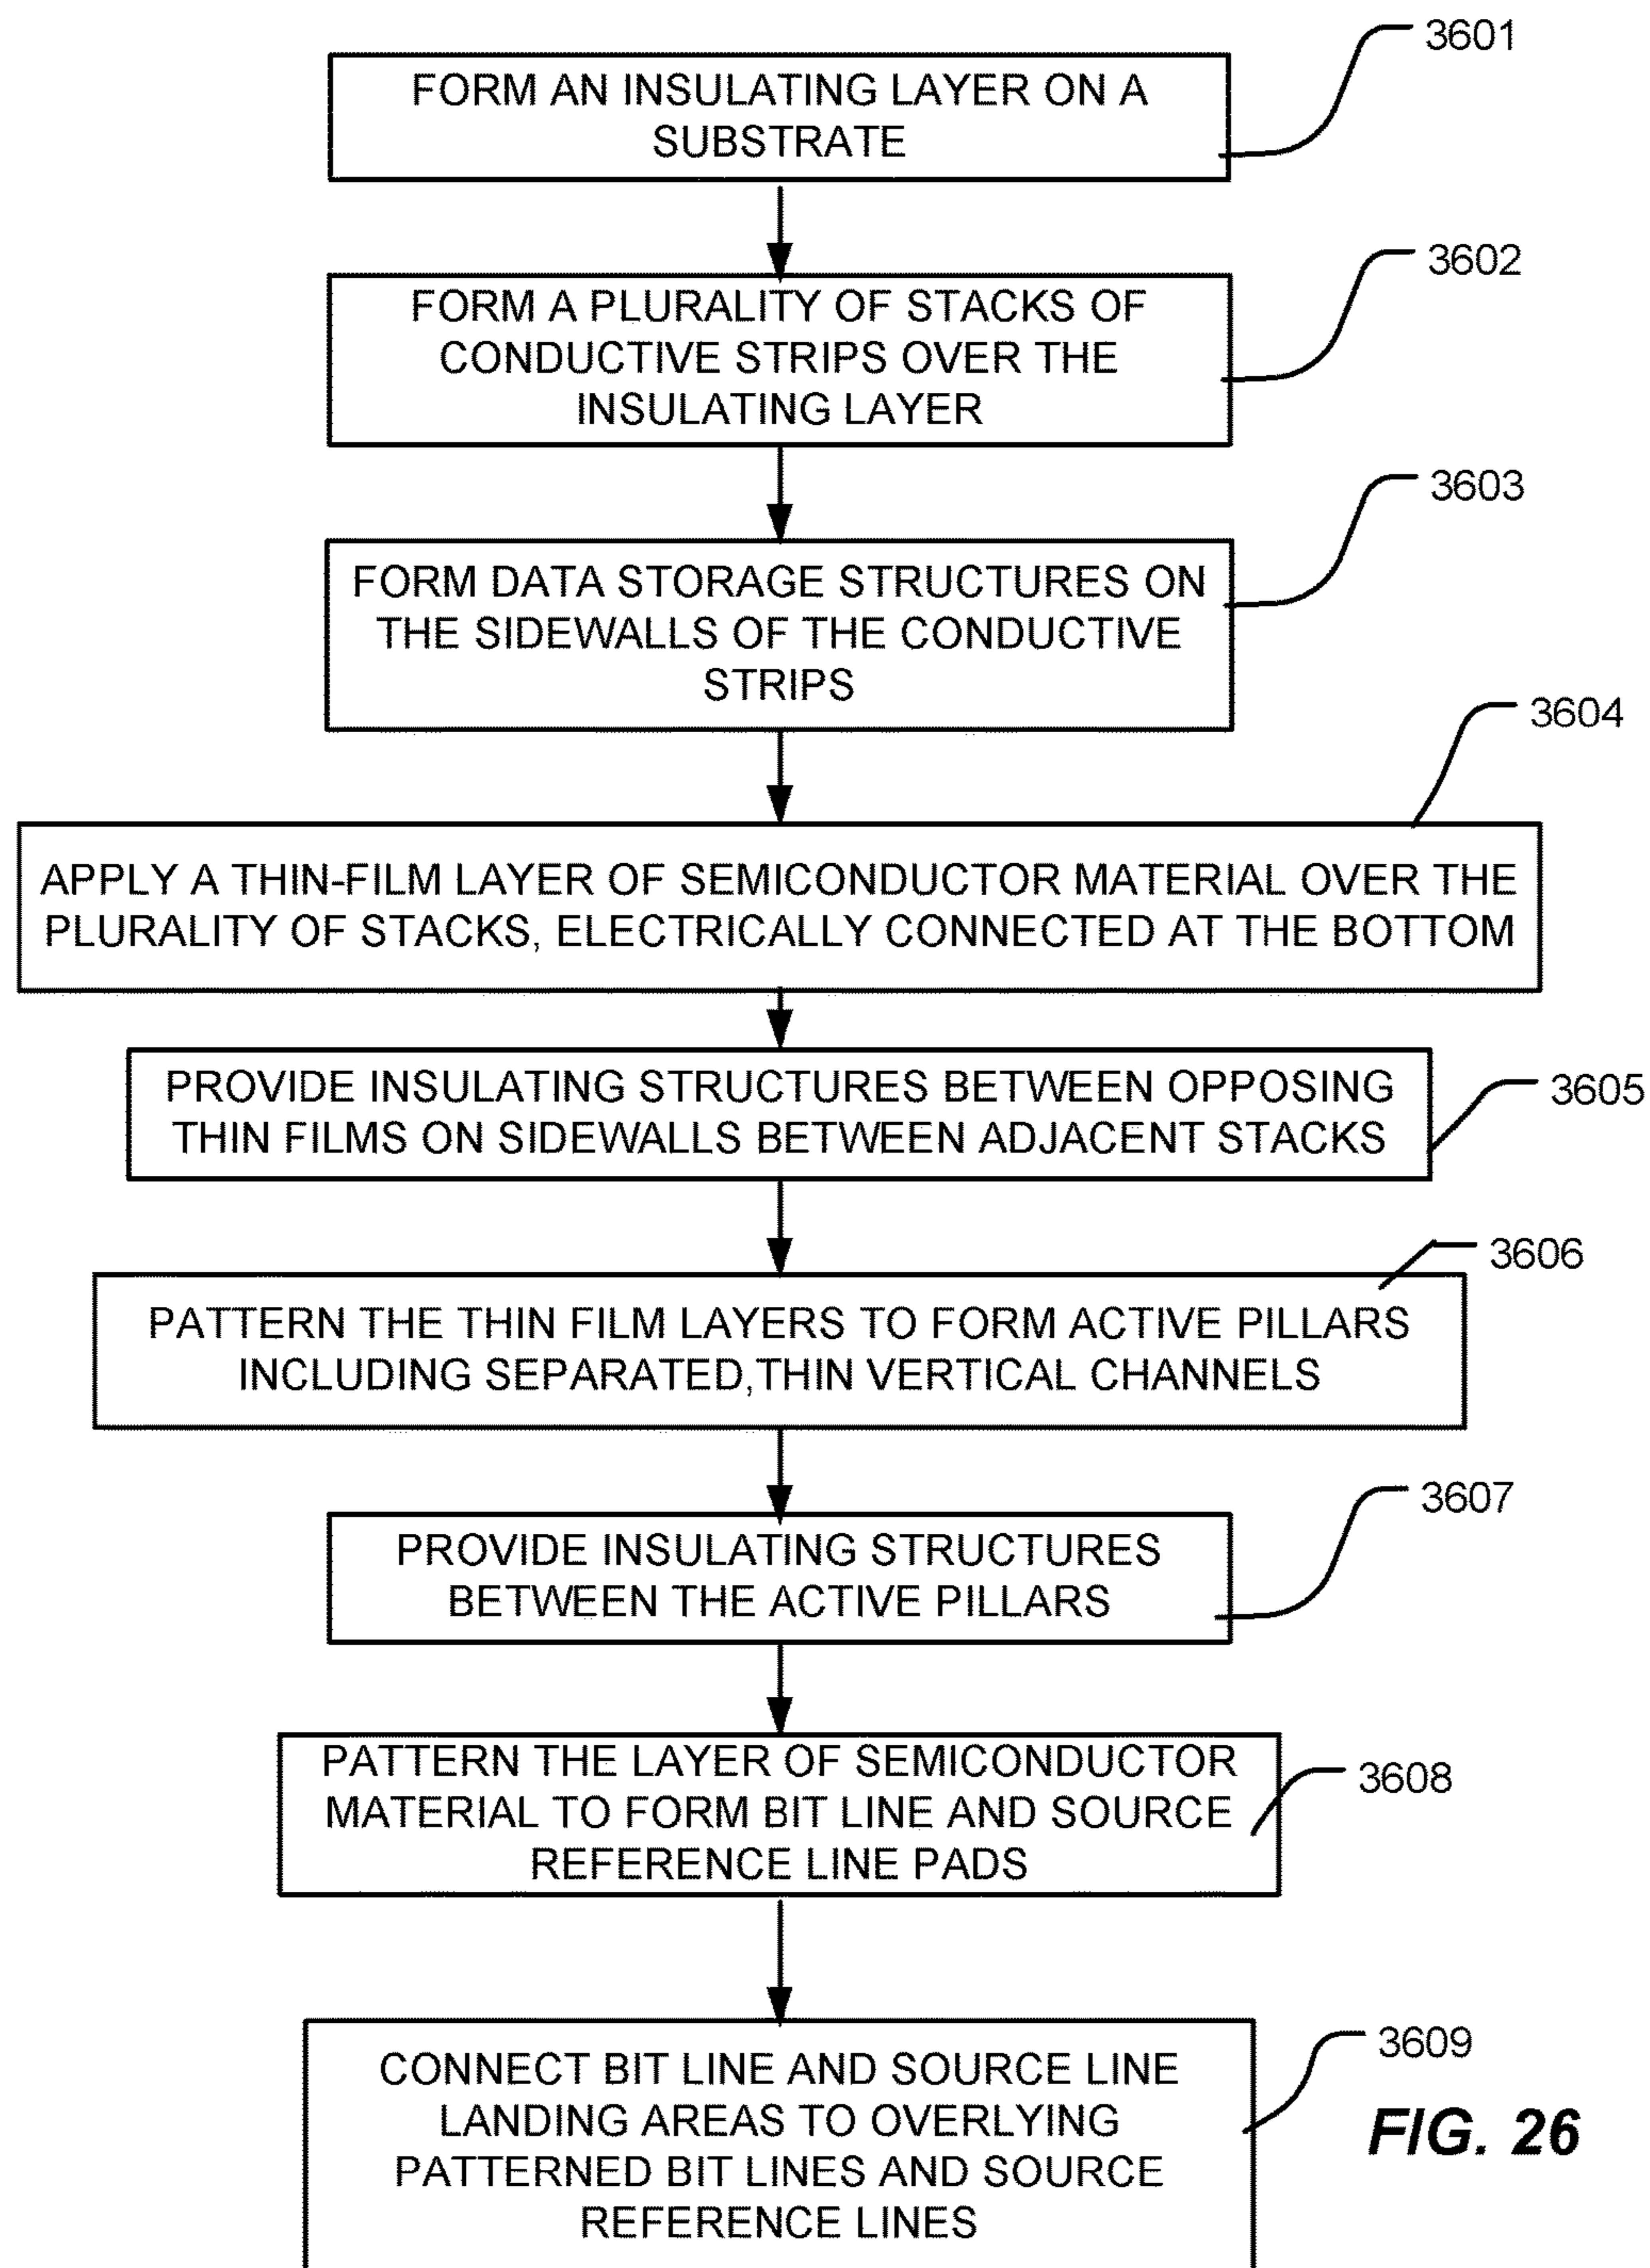 3601
FORM AN INSULATING LAYER ON A
SUBSTRATE
3602
FORM A PLURALITY OF STACKS OF
CONDUCTIVE STRIPS OVER THE
INSULATING LAYER
3603
FORM DATA STORAGE STRUCTURES ON
THE SIDEWALLS OF THE CONDUCTIVE
STRIPS
3604
APPLY A THIN-FILM LAYER OF SEMICONDUCTOR MATERIAL OVER THE
PLURALITY OF STACKS, ELECTRICALLY CONNECTED AT THE BOTTOM
3605
PROVIDE INSULATING STRUCTURES BETWEEN OPPOSING
THIN FILMS ON SIDEWALLS BETWEEN ADJACENT STACKS
3606
PATTERN THE THIN FILM LAYERS TO FORM ACTIVE PILLARS
INCLUDING SEPARATED,THIN VERTICAL CHANNELS
3607
PROVIDE INSULATING STRUCTURES
BETWEEN THE ACTIVE PILLARS
3608
PATTERN THE LAYER OF SEMICONDUCTOR
MATERIAL TO FORM BIT LINE AND SOURCE
REFERENCE LINE PADS
3609
CONNECT BIT LINE AND SOURCE LINE
LANDING AREAS TO OVERLYING
PATTERNED BIT LINES AND SOURCE
REFERENCE LINES
FIG. 26